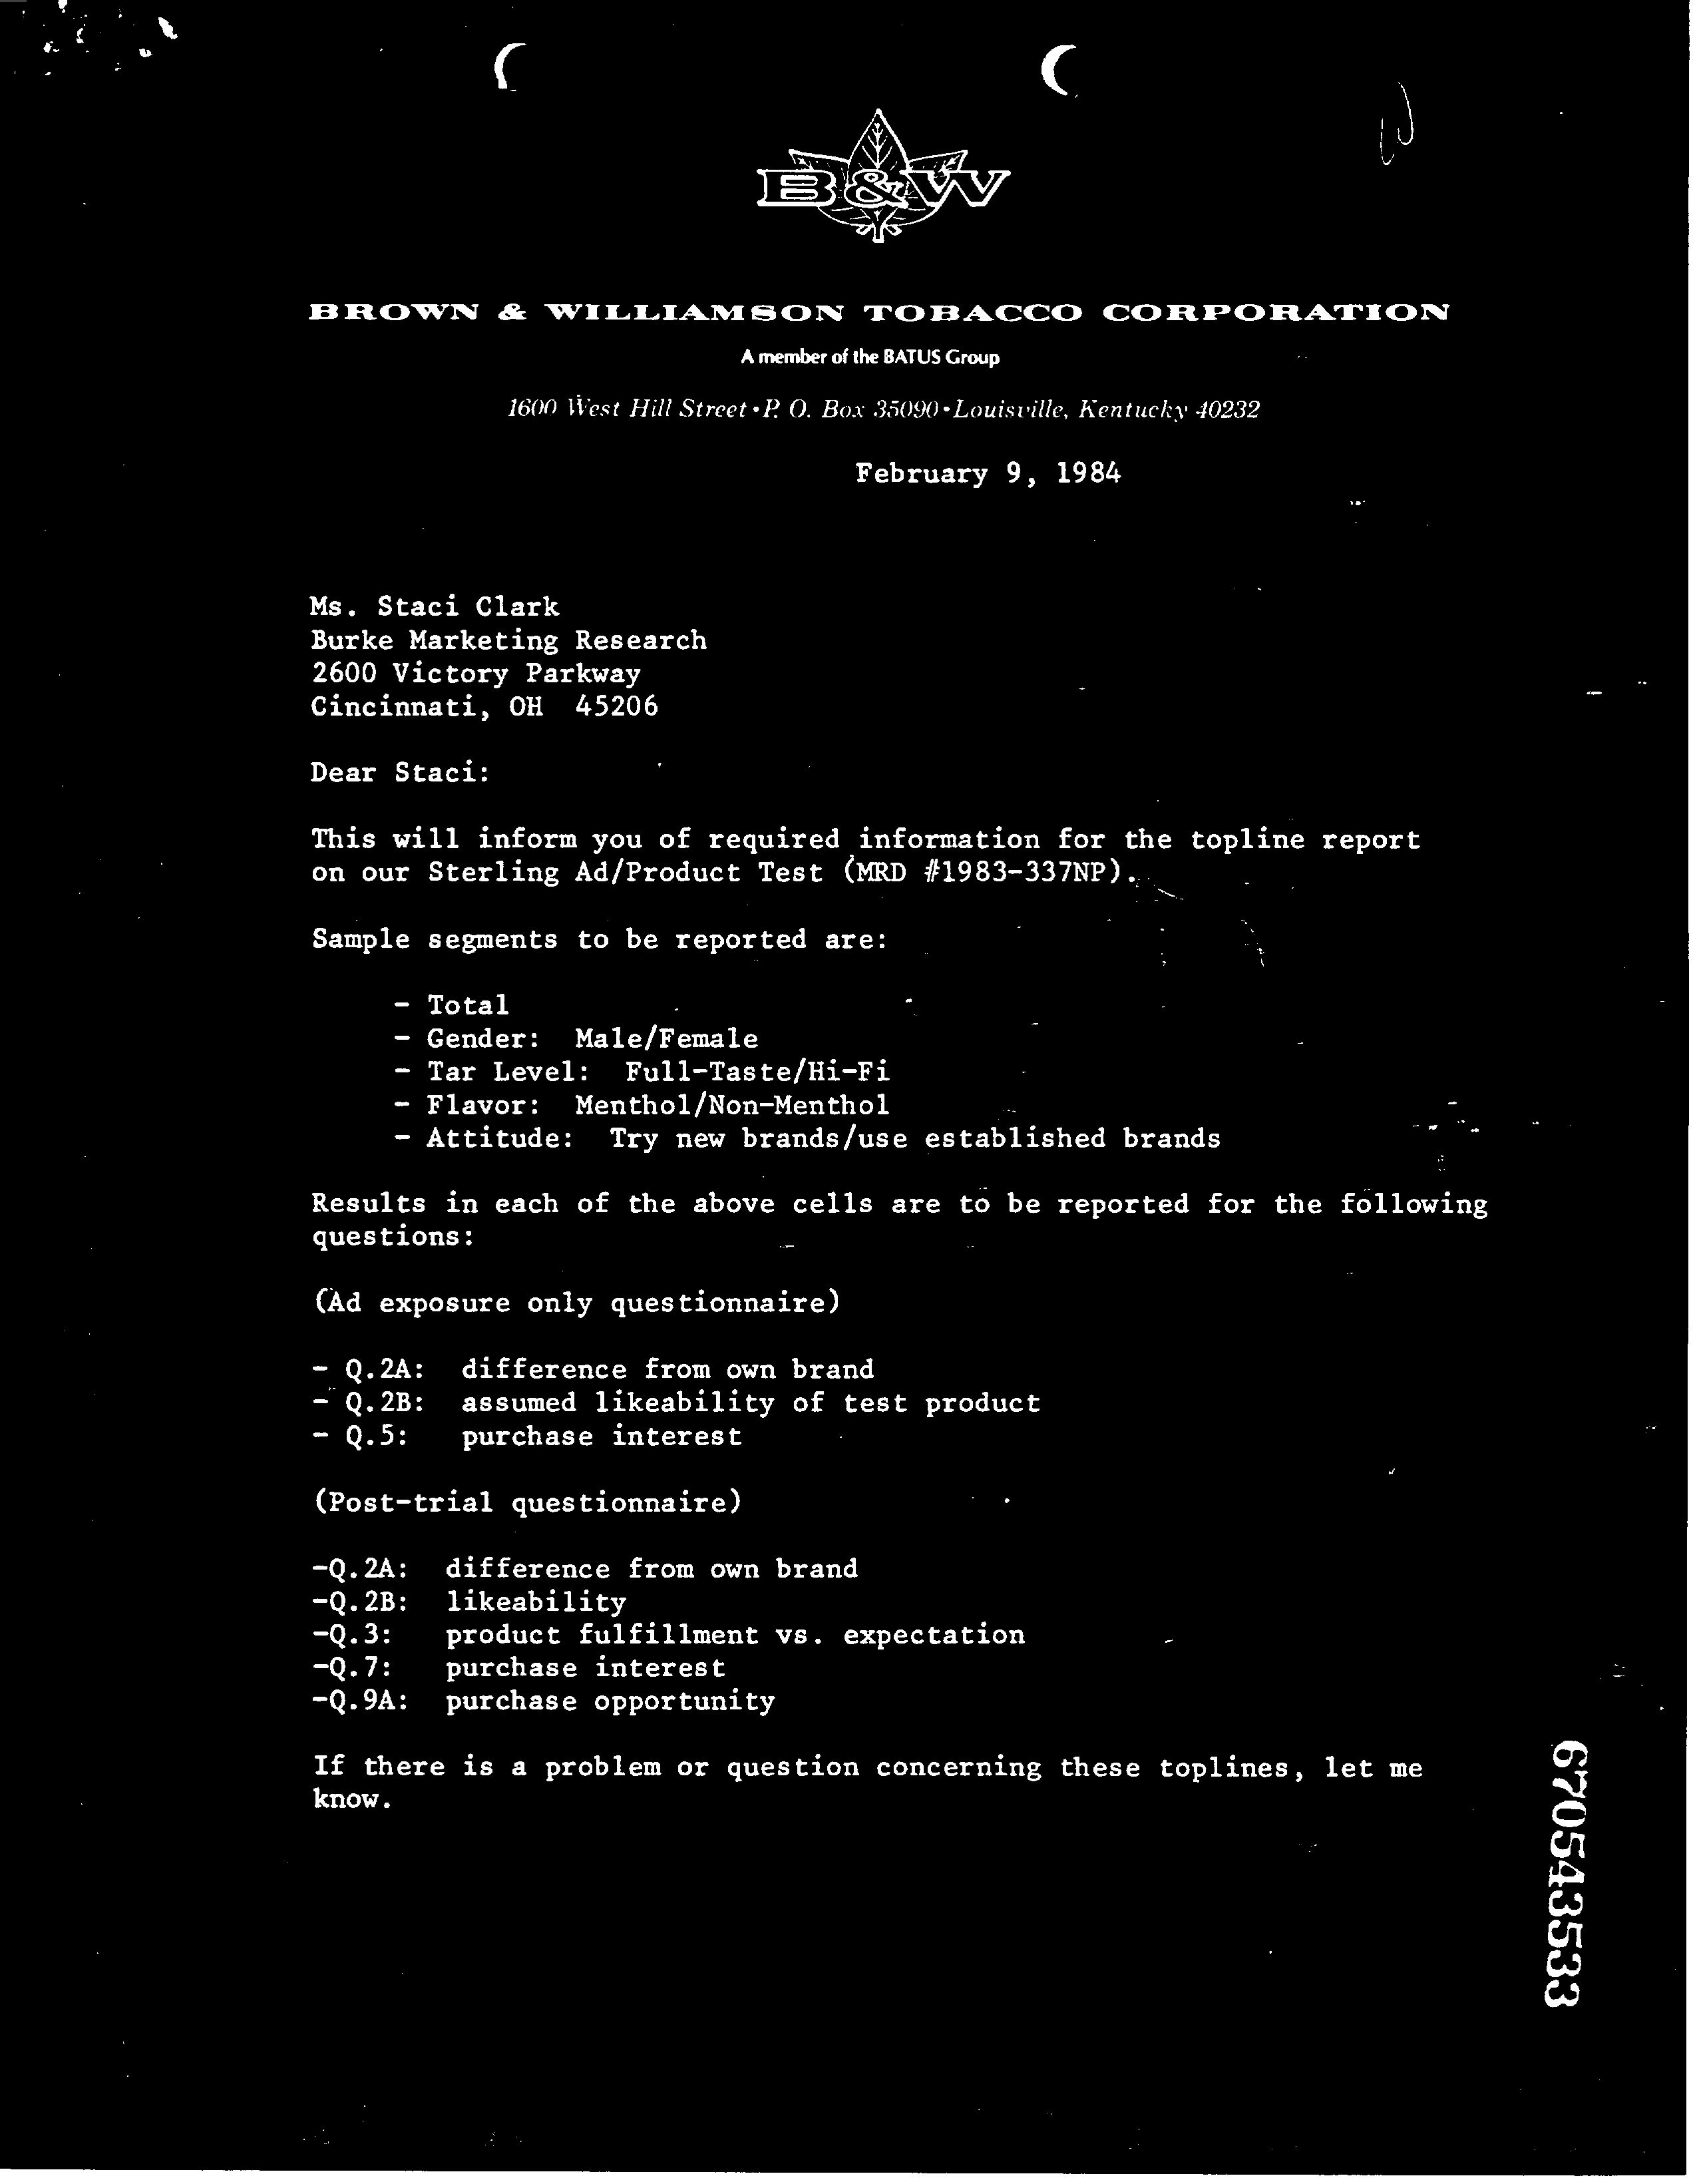 B&W
BROWN & WILLIAMSON TOBACCO CORPORATION
A member of the BATUS Group
1600 West Hill Street • P. O. Box 35090 • Louisville, Kentucky 40232
February 9, 1984
Ms. Staci Clark
Burke Marketing Research
2600 Victory Parkway
Cincinnati, OH 45206
Dear Staci:
This will inform you of required information for the topline report
on our Sterling Ad/Product Test (MRD #1983-337NP).
Sample segments to be reported are:
- Total
- Gender: Male/Female
- Tar Level: Full-Taste/Hi-Fi
- Flavor: Menthol/Non-Menthol
- Attitude: Try new brands/use established brands
Results in each of the above cells are to be reported for the following
questions:
(Ad exposure only questionnaire)
- Q.2A: difference from own brand
- Q.2B: assumed likeability of test product
- Q.5: purchase interest
(Post-trial questionnaire)
-Q.2A: difference from own brand
-Q.2B: likeability
-Q.3: product fulfillment vs. expectation
-Q.7: purchase interest
-Q.9A: purchase opportunity
If there is a problem or question concerning these toplines, let me
know.
670543533